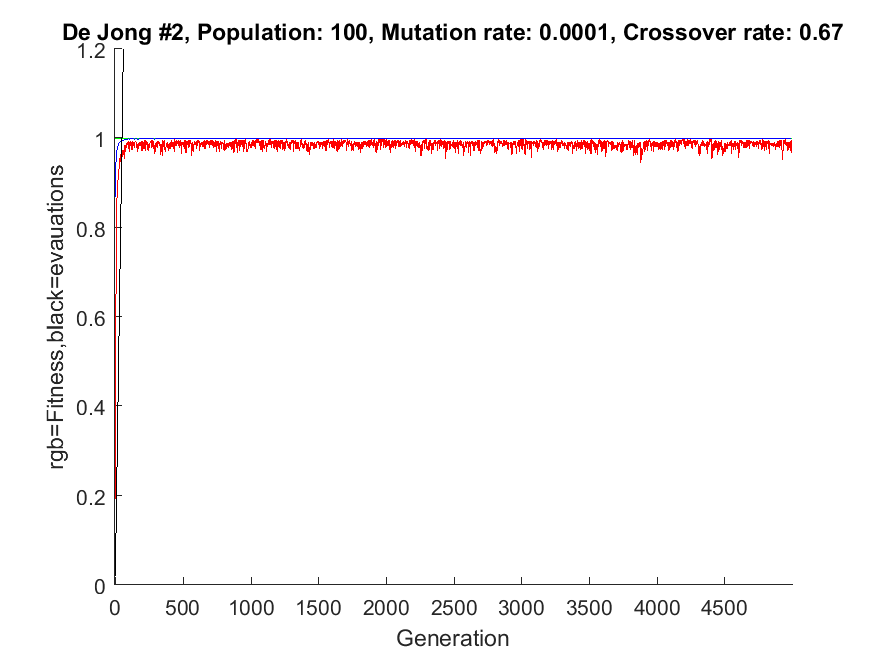 De Jong #2, Population: 100, Mutation rate: 0.0001, Crossover rate: 0.67
1.2
1
0.8
0.6
0.4
0.2
0
rgb=Fitness,black=evauations
0 500 1000 1500 2000 2500 3000 3500 4000 4500
Generation